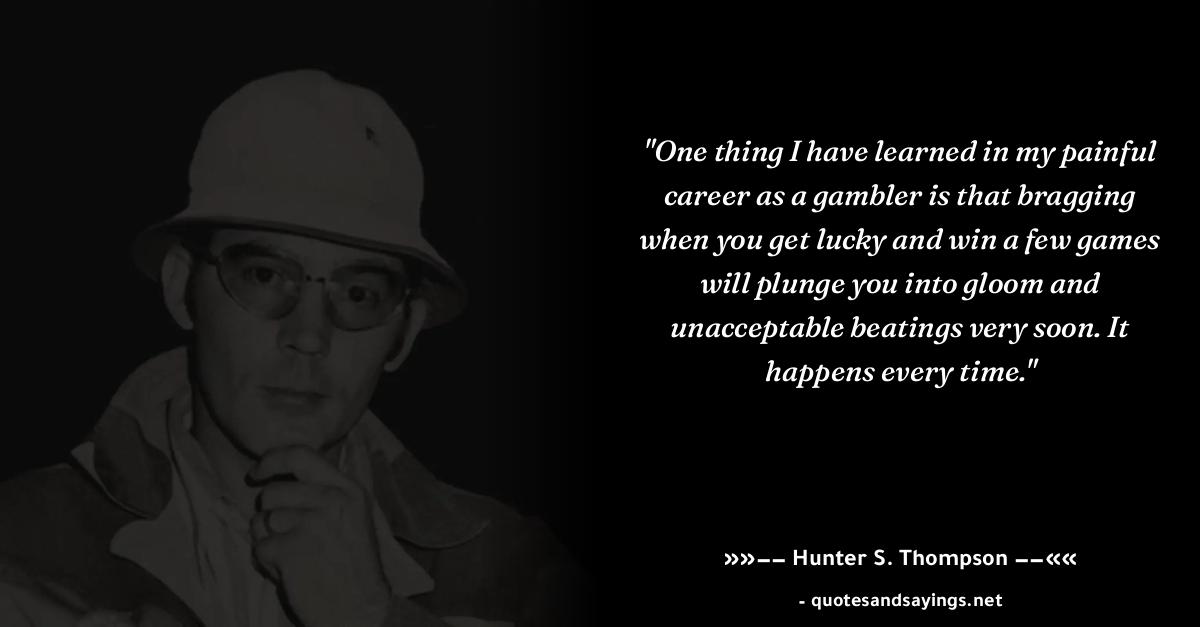 "One thing I have learned in my painful
career as a gambler is that bragging
when you get lucky and win a few games
will plunge you into gloom and
unacceptable beatings very soon. It
happens every time."
»»−− Hunter S. Thompson −−««
- quotesandsayings.net